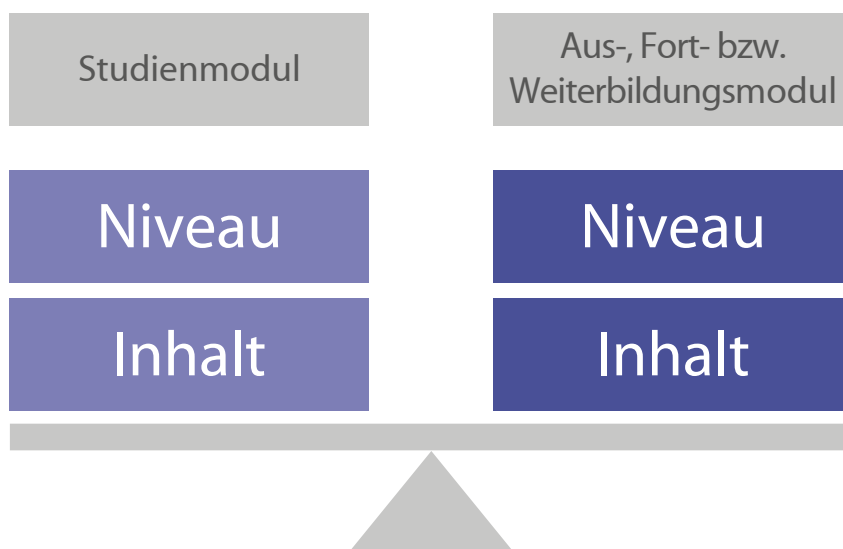 Studienmodul
Aus-, Fort- bzw.
Weiterbildungsmodul
Niveau
Niveau
Inhalt
Inhalt